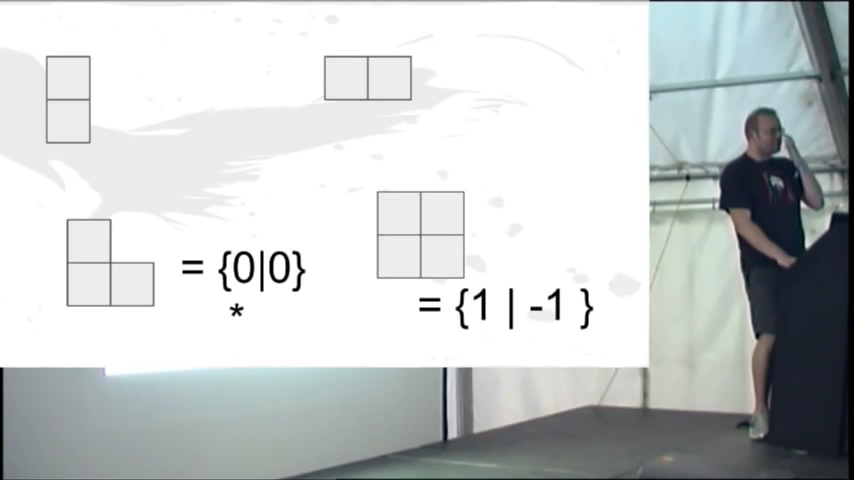 = {0|0}
*
= {1 | -1 }